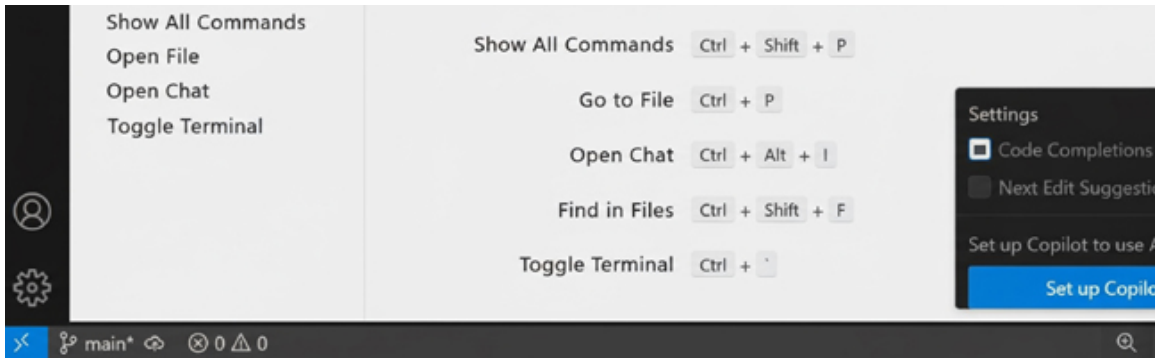 Show All Commands
Open File
Open Chat
Toggle Terminal
Show All Commands Ctrl + Shift + P
Go to File Ctrl + P
Open Chat Ctrl + Alt + I
Find in Files Ctrl + Shift + F
Toggle Terminal Ctrl + `
Settings
Code Completions
Next Edit Suggesti
Set up Copilot to use A
Set up Copilo
main* 0 0